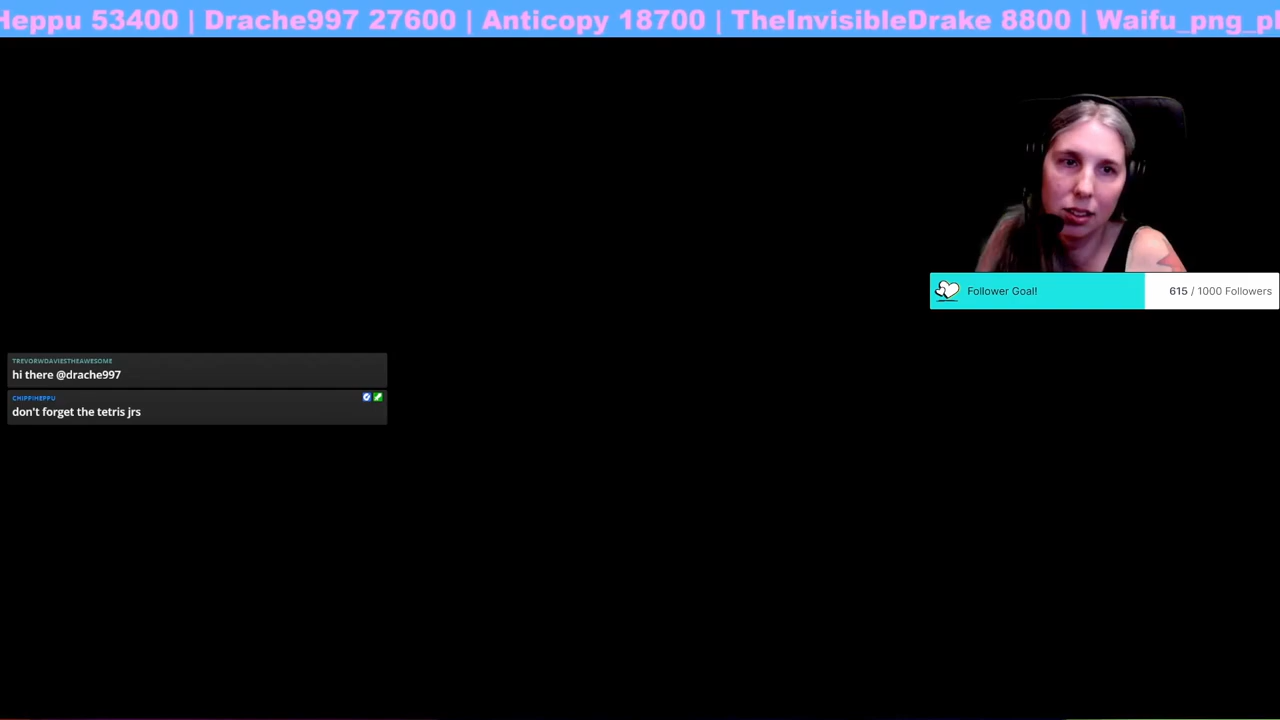 Heppu 53400 | Drache997 27600 | Anticopy 18700 | TheInvisibleDrake 8800 | Waifu_png_pl
Follower Goal!
615 / 1000 Followers
TREVORWDAVIESTHEAWESOME
hi there @drache997
CHIPPIHEPPU
don't forget the tetris jrs